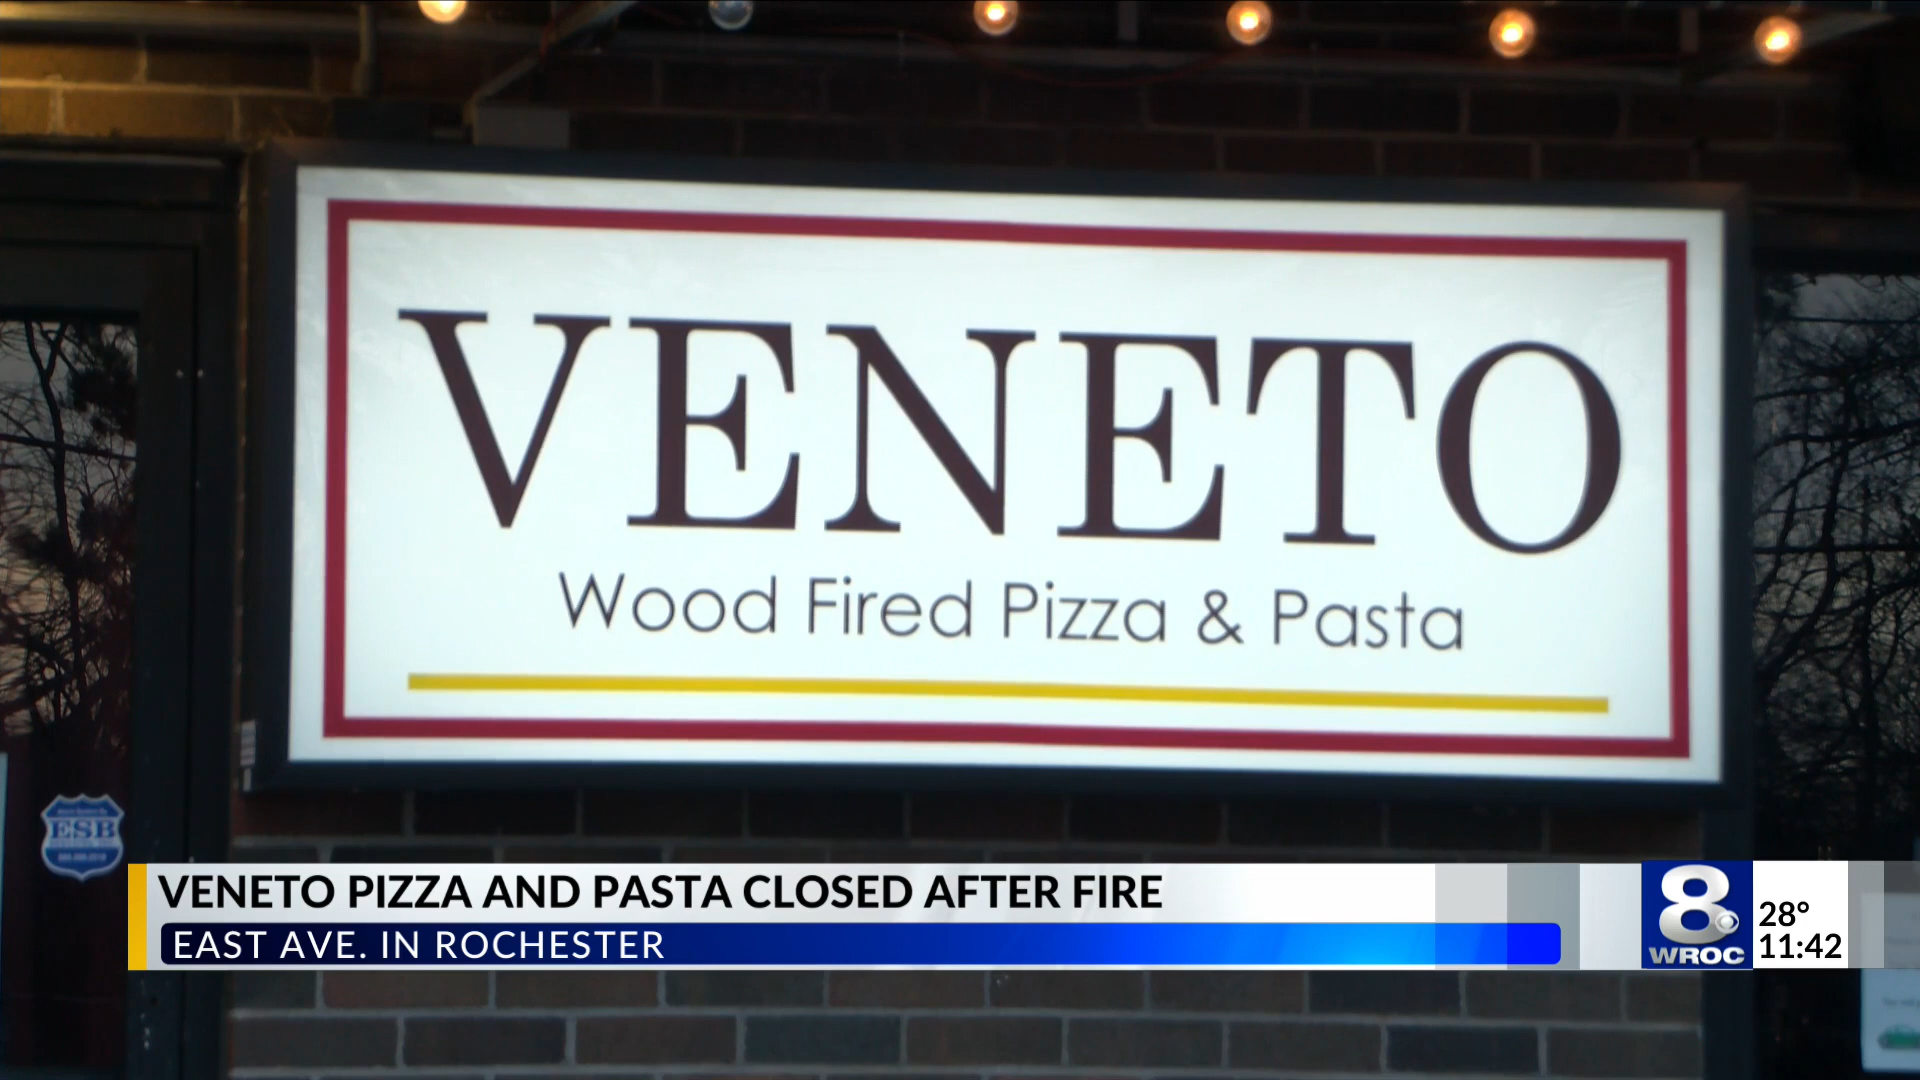 VENETO
Wood Fired Pizza & Pasta
ESB
VENETO PIZZA AND PASTA CLOSED AFTER FIRE
EAST AVE. IN ROCHESTER
8
WROC
28°
11:42